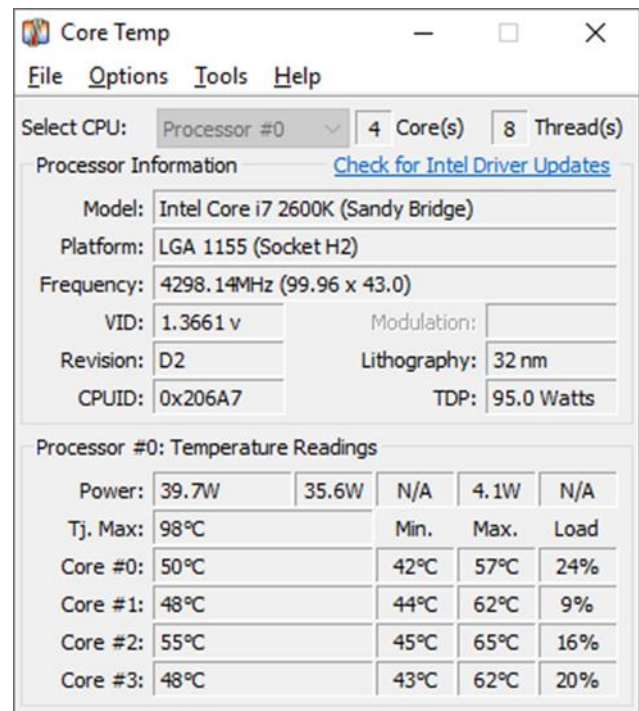 Core Temp
File Options Tools Help
Select CPU: Processor #0 4 Core(s) 8 Thread(s)
Processor Information Check for Intel Driver Updates
Model: Intel Core i7 2600K (Sandy Bridge)
Platform: LGA 1155 (Socket H2)
Frequency: 4298.14MHz (99.96 x 43.0)
VID: 1.3661 v Modulation:
Revision: D2 Lithography: 32 nm
CPUID: 0x206A7 TDP: 95.0 Watts
Processor #0: Temperature Readings
Power: 39.7W 35.6W N/A 4.1W N/A
Tj. Max: 98°C Min. Max. Load
Core #0: 50°C 42°C 57°C 24%
Core #1: 48°C 44°C 62°C 9%
Core #2: 55°C 45°C 65°C 16%
Core #3: 48°C 43°C 62°C 20%